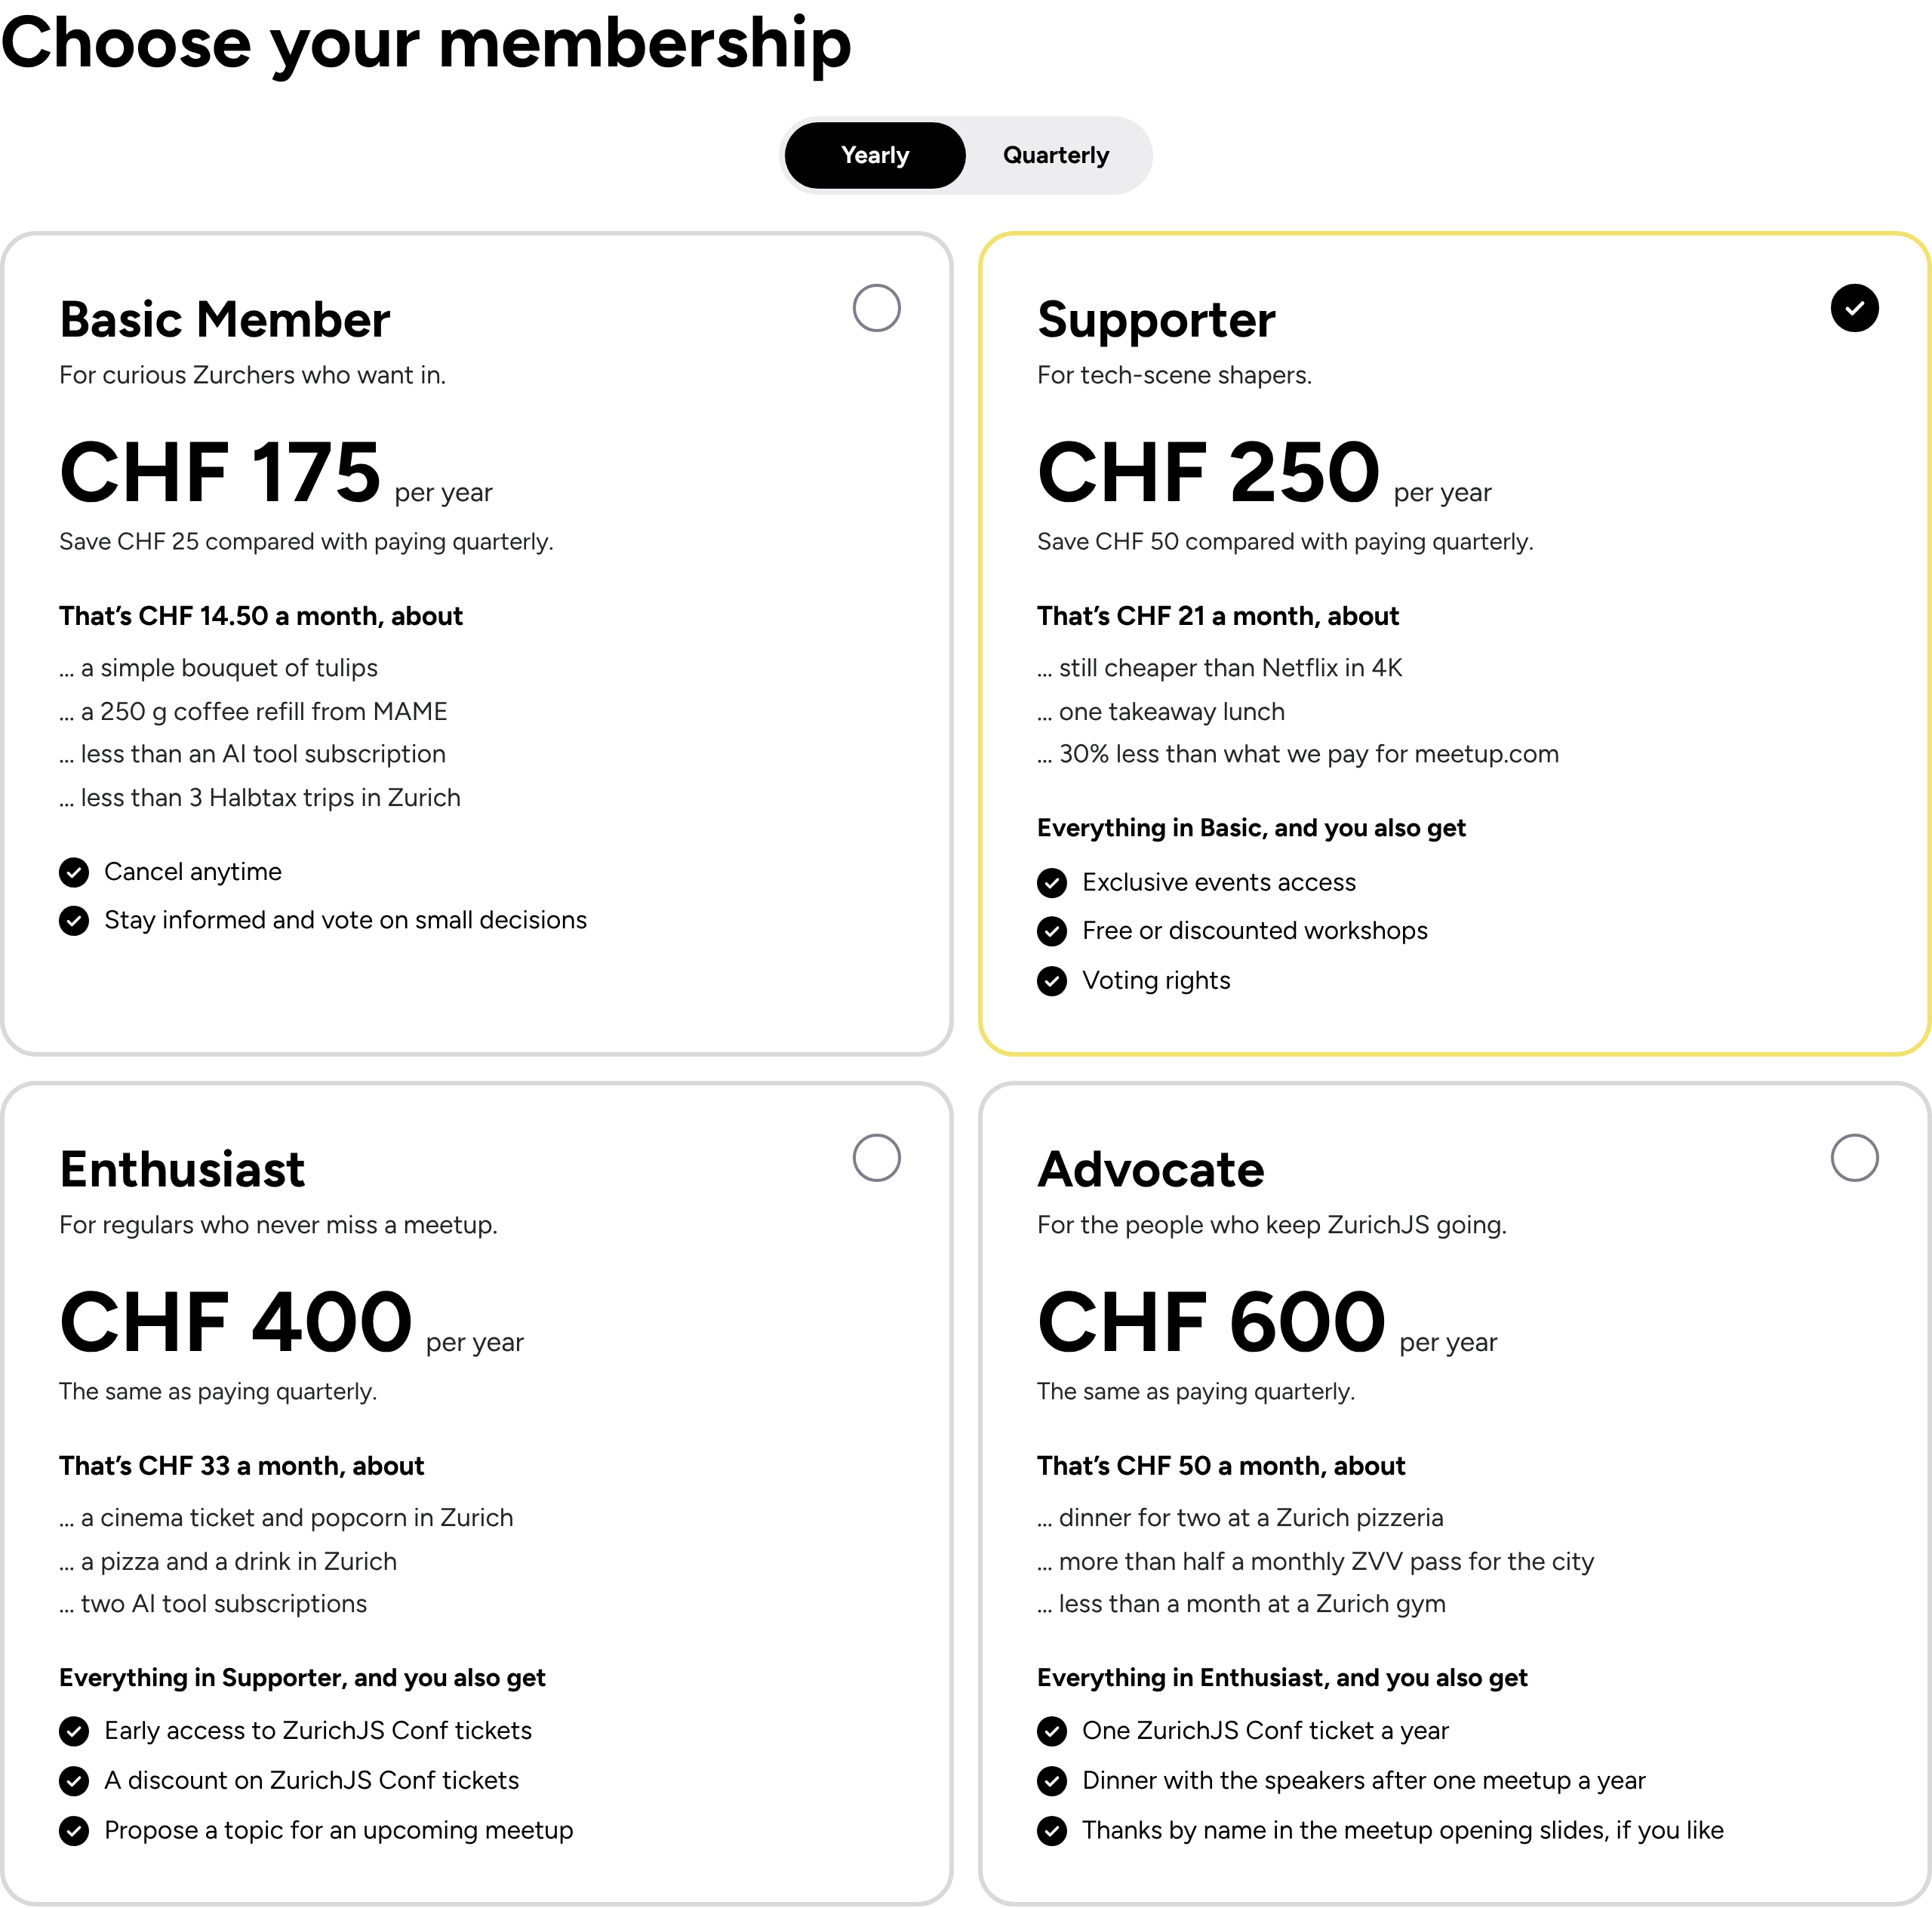 Choose your membership
Yearly
Quarterly
Basic Member
For curious Zurchers who want in.
CHF 175 per year
Save CHF 25 compared with paying quarterly.
That’s CHF 14.50 a month, about
... a simple bouquet of tulips
... a 250 g coffee refill from MAME
... less than an AI tool subscription
... less than 3 Halbtax trips in Zurich
Cancel anytime
Stay informed and vote on small decisions
Supporter
For tech-scene shapers.
CHF 250 per year
Save CHF 50 compared with paying quarterly.
That’s CHF 21 a month, about
... still cheaper than Netflix in 4K
... one takeaway lunch
... 30% less than what we pay for meetup.com
Everything in Basic, and you also get
Exclusive events access
Free or discounted workshops
Voting rights
Enthusiast
For regulars who never miss a meetup.
CHF 400 per year
The same as paying quarterly.
That’s CHF 33 a month, about
... a cinema ticket and popcorn in Zurich
... a pizza and a drink in Zurich
... two AI tool subscriptions
Everything in Supporter, and you also get
Early access to ZurichJS Conf tickets
A discount on ZurichJS Conf tickets
Propose a topic for an upcoming meetup
Advocate
For the people who keep ZurichJS going.
CHF 600 per year
The same as paying quarterly.
That’s CHF 50 a month, about
... dinner for two at a Zurich pizzeria
... more than half a monthly ZVV pass for the city
... less than a month at a Zurich gym
Everything in Enthusiast, and you also get
One ZurichJS Conf ticket a year
Dinner with the speakers after one meetup a year
Thanks by name in the meetup opening slides, if you like